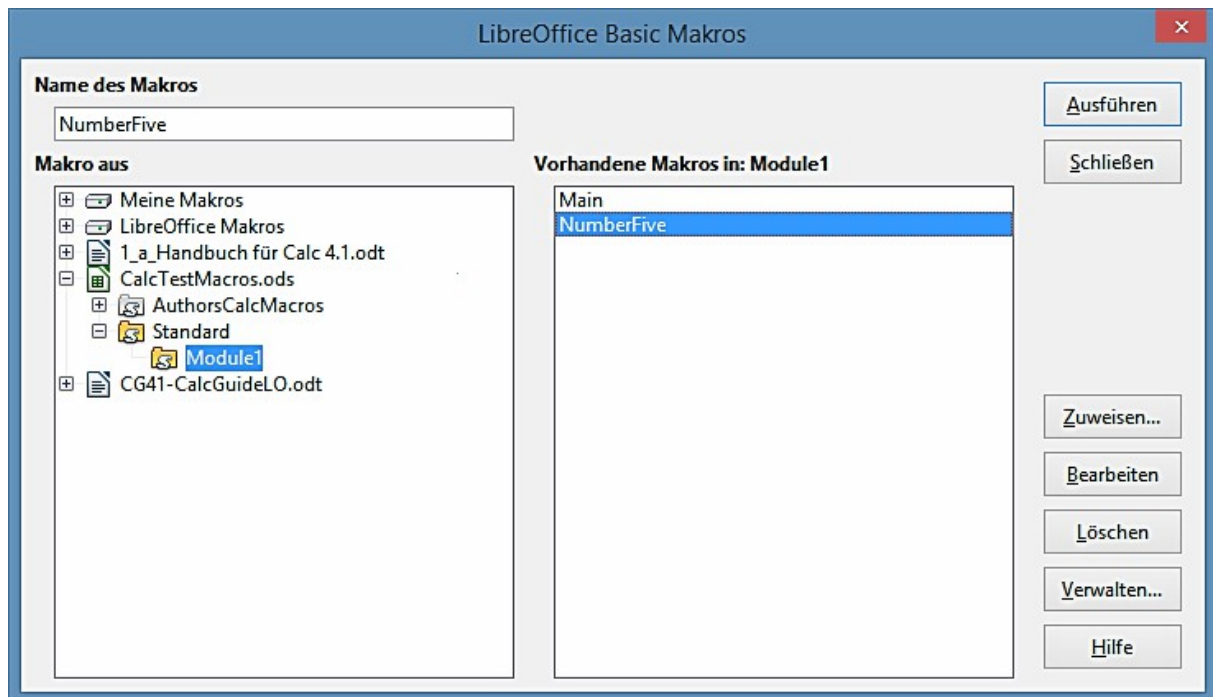 LibreOffice Basic Makros
Name des Makros
NumberFive
Makro aus
Meine Makros
LibreOffice Makros
1_a_Handbuch für Calc 4.1.odt
CalcTestMacros.ods
AuthorsCalcMacros
Standard
Module1
CG41-CalcGuideLO.odt
Vorhandene Makros in: Module1
Main
NumberFive
Ausführen
Schließen
Zuweisen...
Bearbeiten
Löschen
Verwalten...
Hilfe